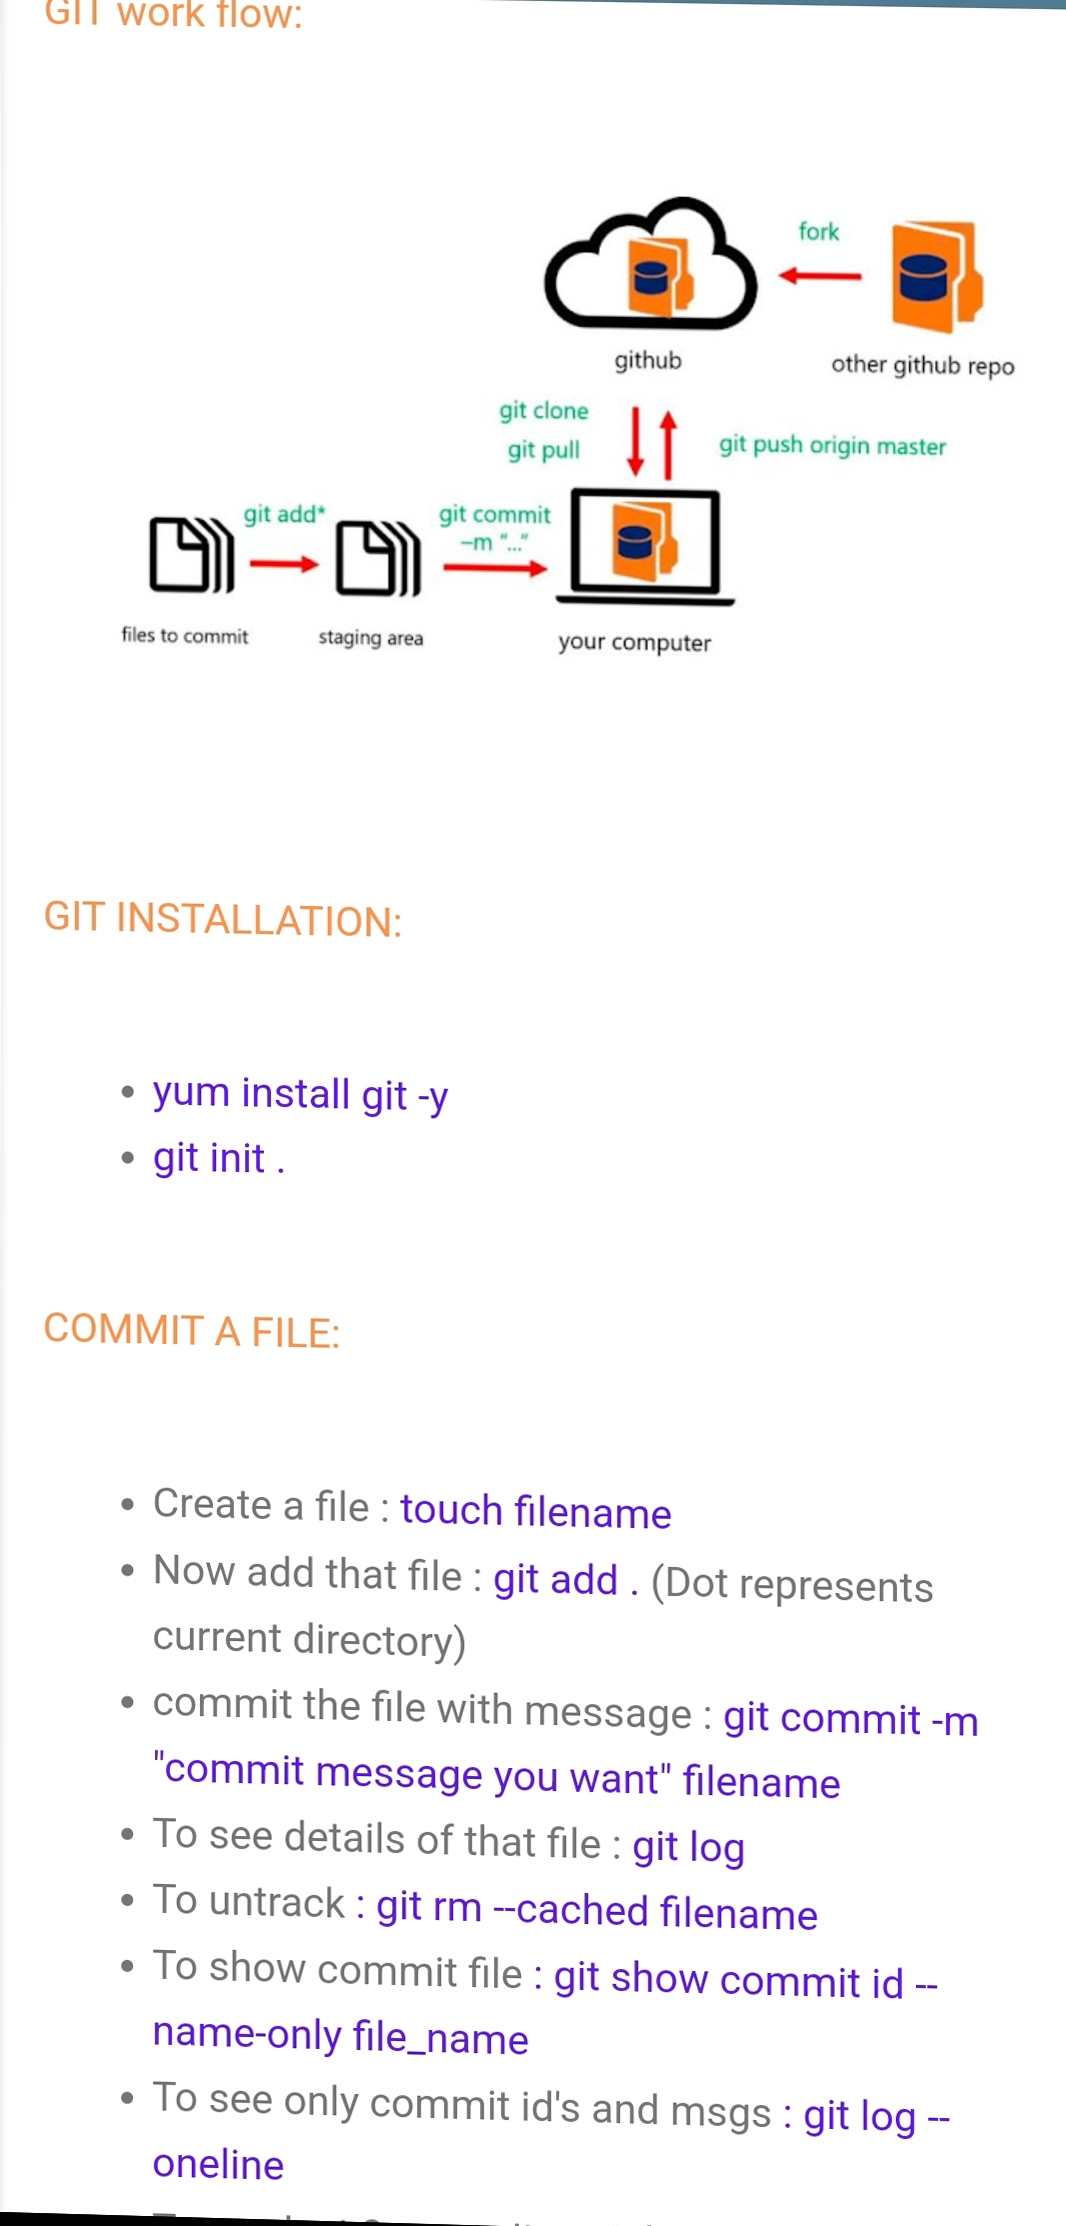 GIT work flow:
fork
github
other github repo
git clone
git pull
git push origin master
git add*
git commit
–m "..."
files to commit
staging area
your computer
GIT INSTALLATION:
• yum install git -y
• git init .
COMMIT A FILE:
• Create a file : touch filename
• Now add that file : git add . (Dot represents
current directory)
• commit the file with message : git commit -m
"commit message you want" filename
• To see details of that file : git log
• To untrack : git rm --cached filename
• To show commit file : git show commit id --
name-only file_name
• To see only commit id's and msgs : git log --
oneline